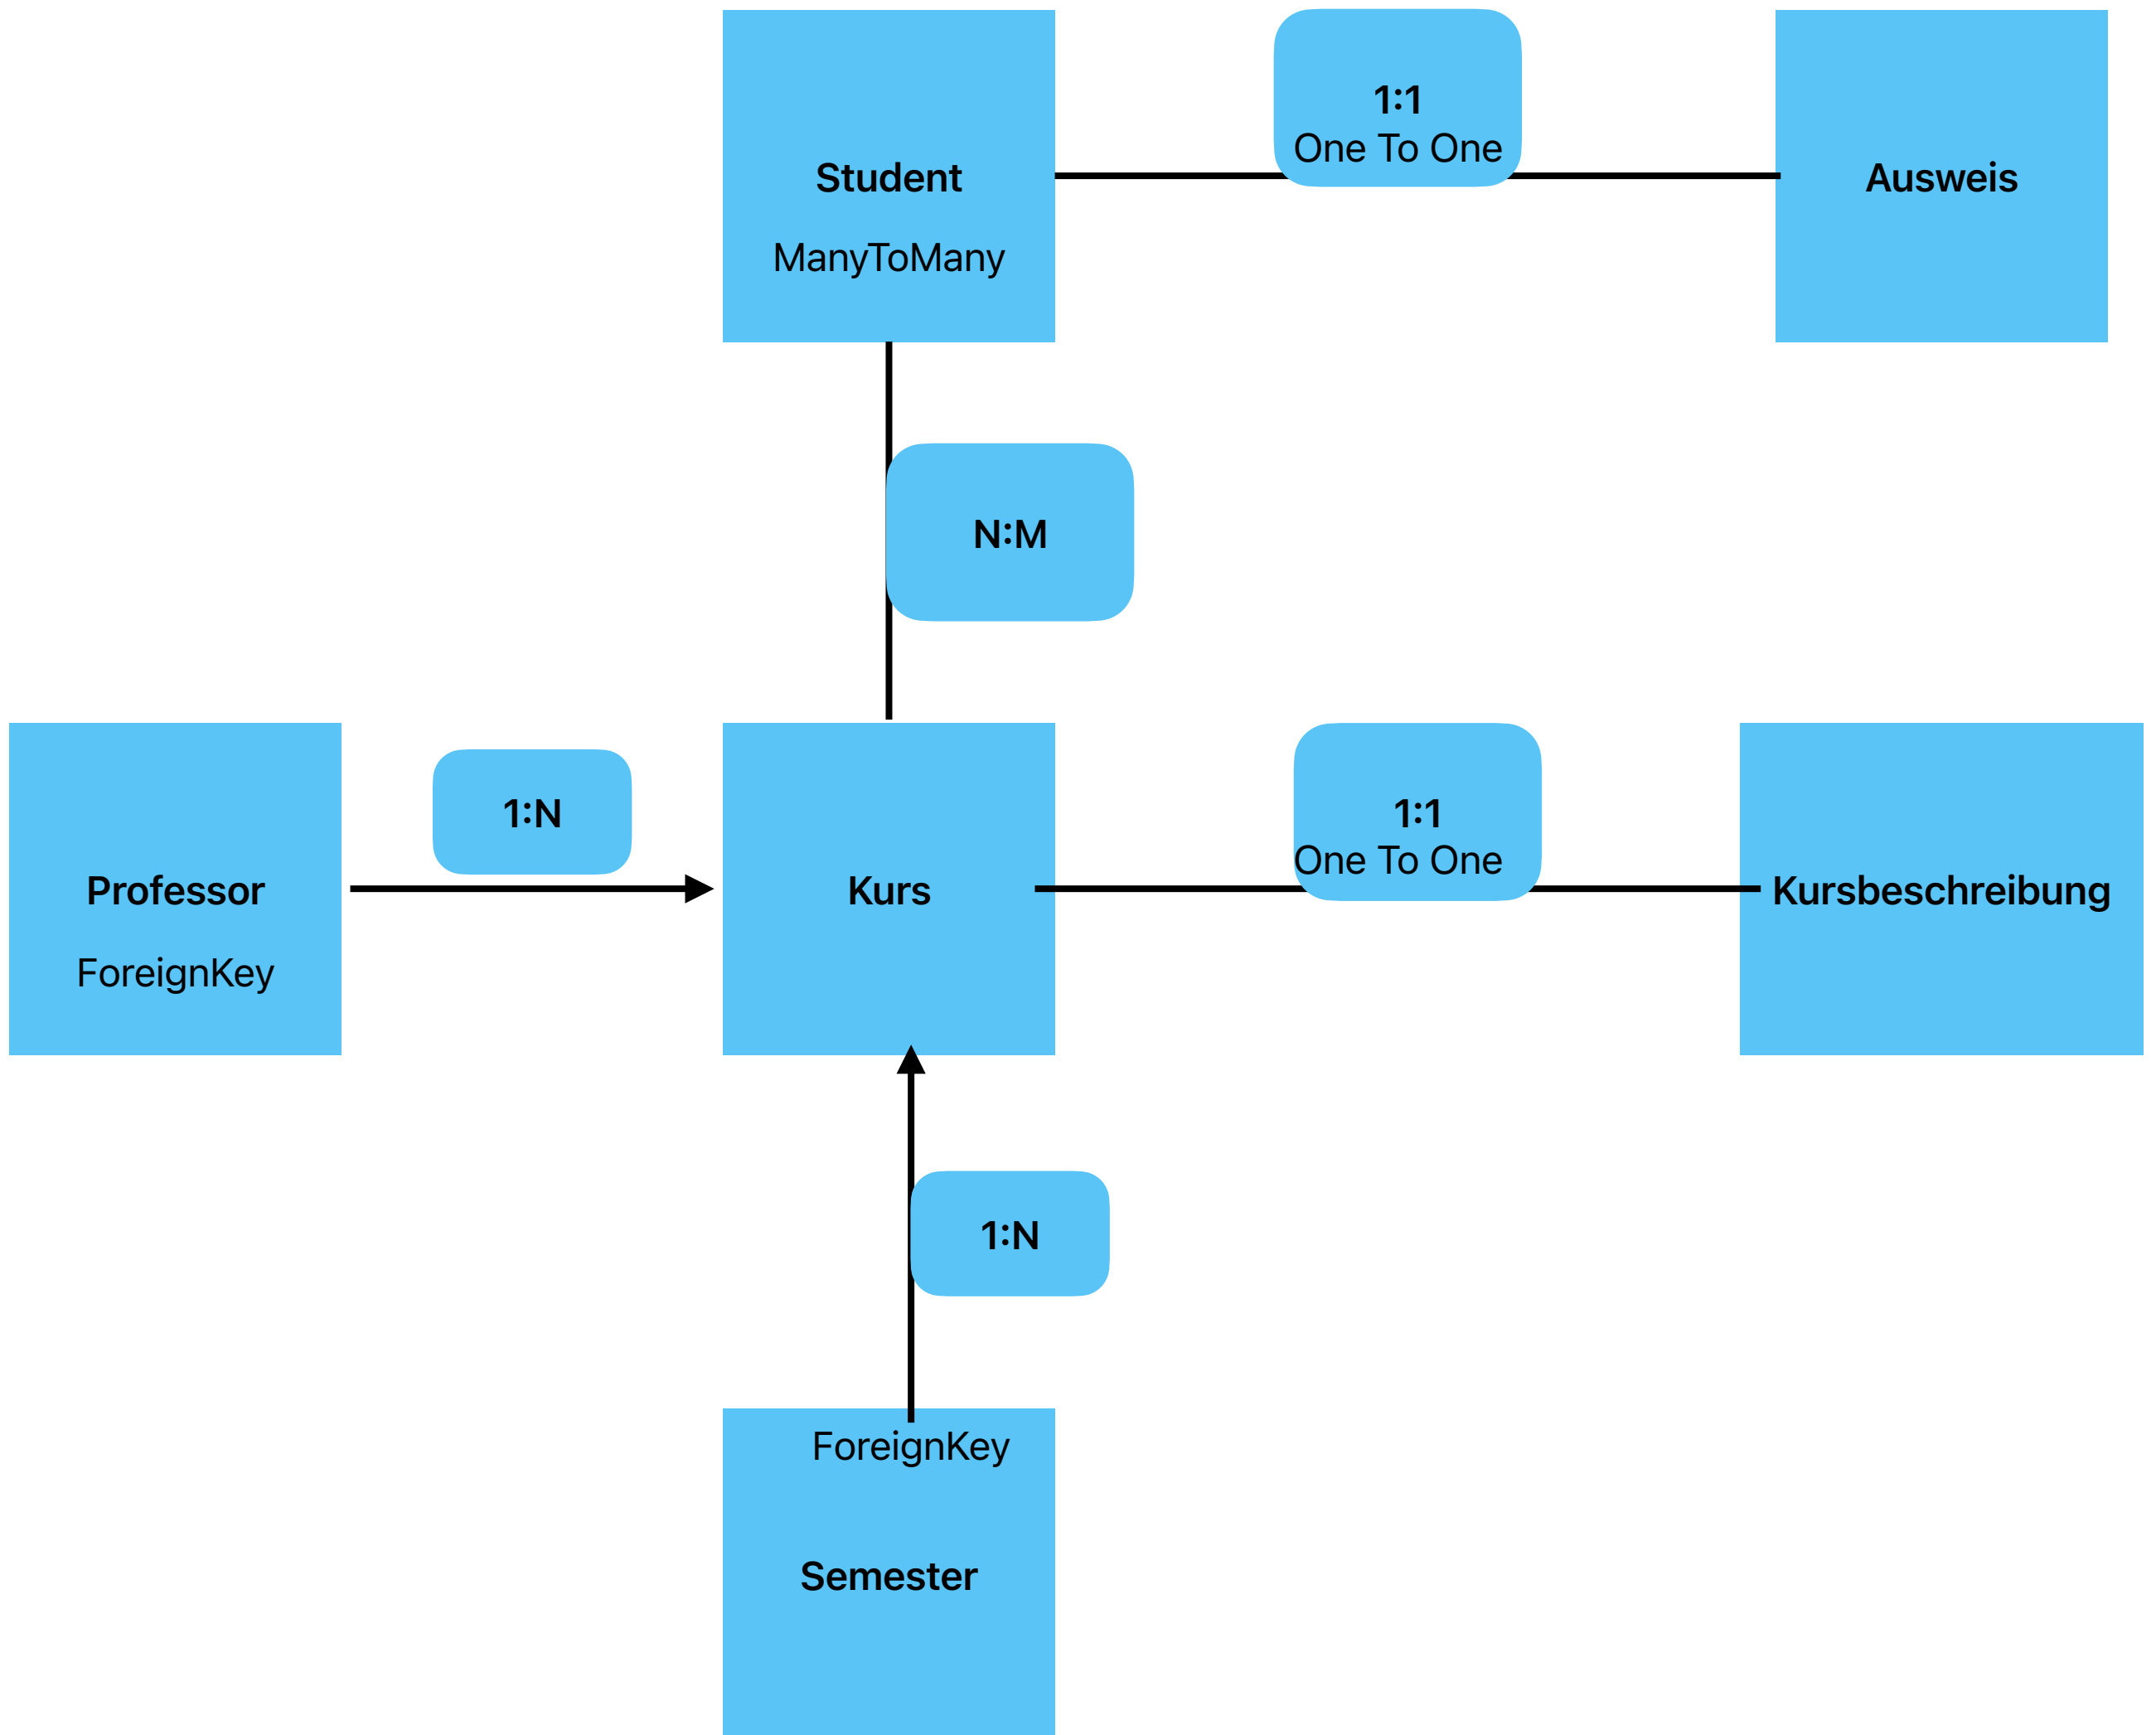 Student
ManyToMany
1:1
One To One
Ausweis
N:M
Professor
ForeignKey
1:N
Kurs
1:1
One To One
Kursbeschreibung
1:N
ForeignKey
Semester